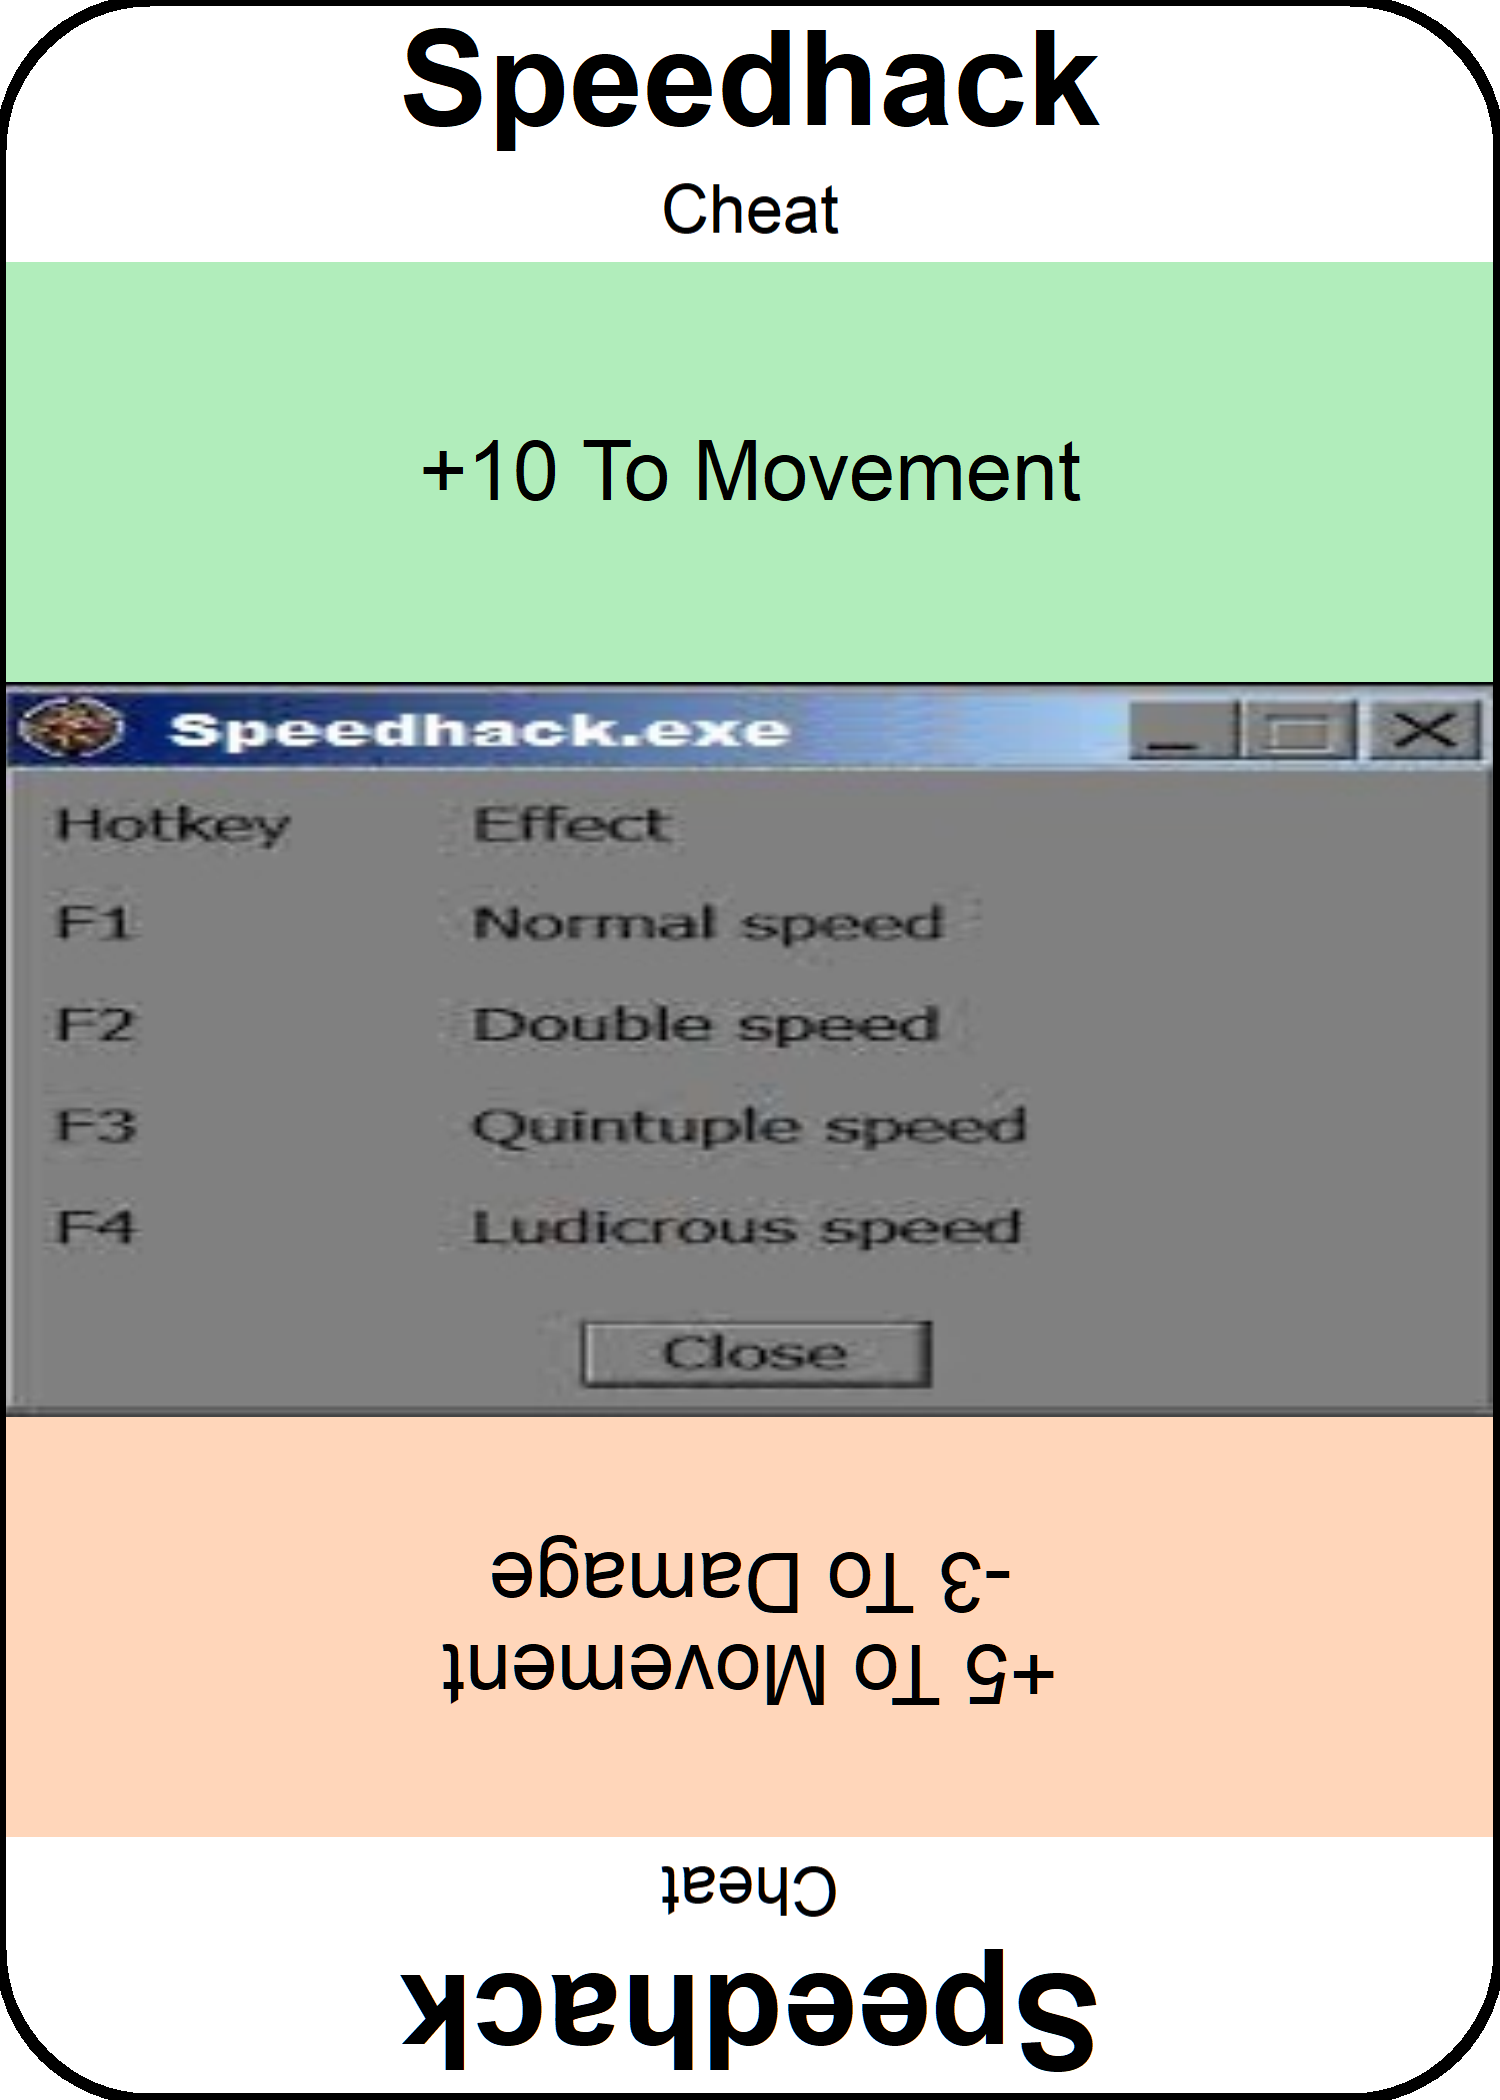 Speedhack
Cheat
+10 To Movement
Speedhack.exe
Hotkey Effect
F1 Normal speed
F2 Double speed
F3 Quintuple speed
F4 Ludicrous speed
Close
Speedhack
Cheat
+5 To Movement
-3 To Damage